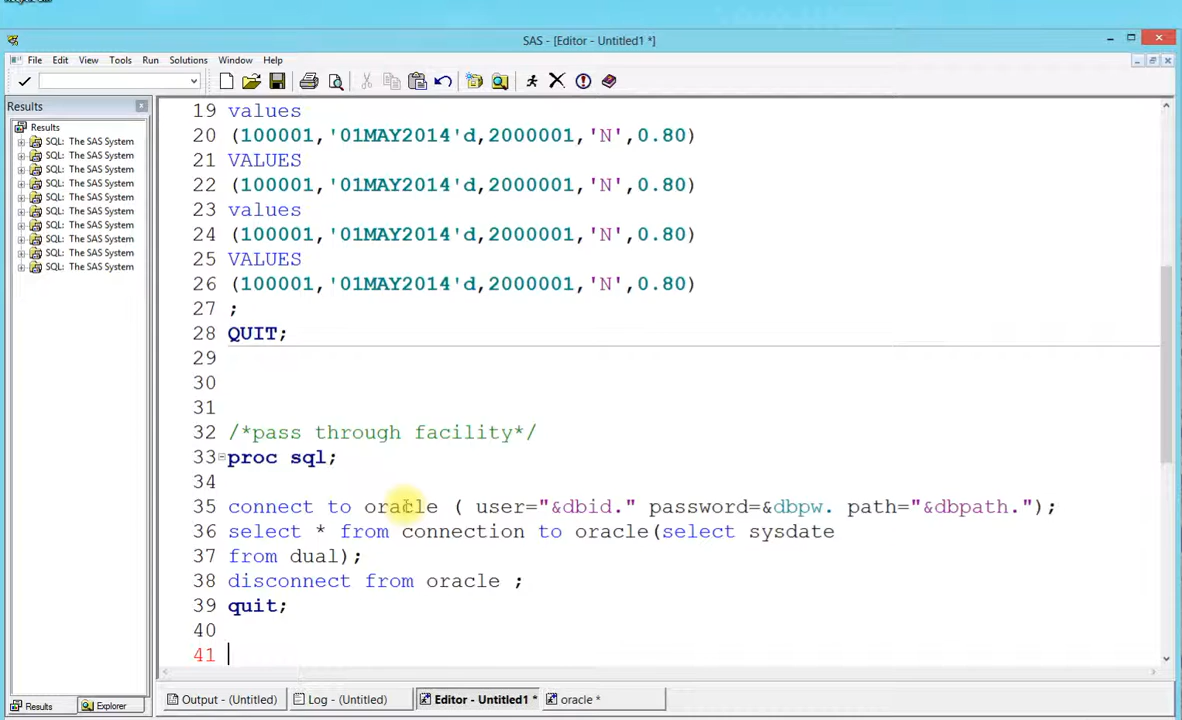 SAS - [Editor - Untitled1 *]
File Edit View Tools Run Solutions Window Help
Results
Results
SQL: The SAS System
SQL: The SAS System
SQL: The SAS System
SQL: The SAS System
SQL: The SAS System
SQL: The SAS System
SQL: The SAS System
SQL: The SAS System
SQL: The SAS System
SQL: The SAS System
19 values
20 (100001,'01MAY2014'd,2000001,'N',0.80)
21 VALUES
22 (100001,'01MAY2014'd,2000001,'N',0.80)
23 values
24 (100001,'01MAY2014'd,2000001,'N',0.80)
25 VALUES
26 (100001,'01MAY2014'd,2000001,'N',0.80)
27 ;
28 QUIT;
29
30
31
32 /*pass through facility*/
33 proc sql;
34
35 connect to oracle ( user="&dbid." password=&dbpw. path="&dbpath.");
36 select * from connection to oracle(select sysdate
37 from dual);
38 disconnect from oracle ;
39 quit;
40
41
Results Explorer
Output - (Untitled) Log - (Untitled) Editor - Untitled1 * oracle *